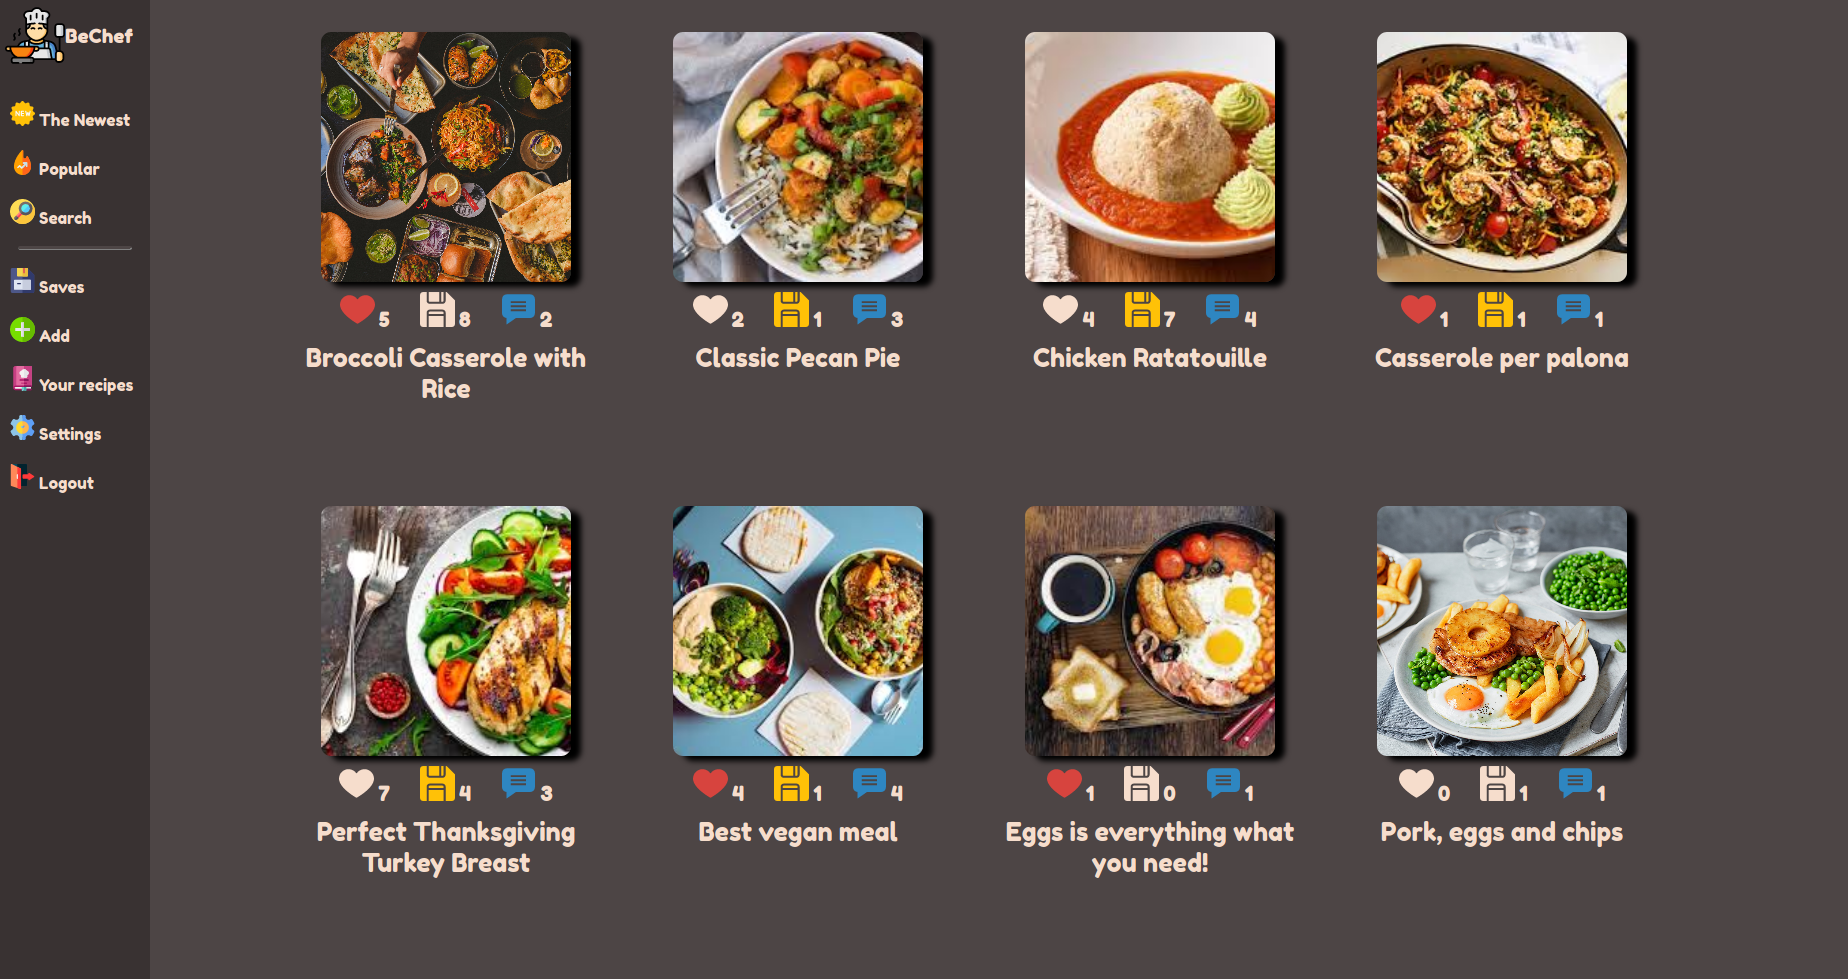 BeChef
NEW
The Newest
Popular
Search
Saves
Add
Your recipes
Settings
Logout
5 8 2
Broccoli Casserole with
Rice
2 1 3
Classic Pecan Pie
4 7 4
Chicken Ratatouille
1 1 1
Casserole per palona
7 4 3
Perfect Thanksgiving
Turkey Breast
4 1 4
Best vegan meal
1 0 1
Eggs is everything what
you need!
0 1 1
Pork, eggs and chips